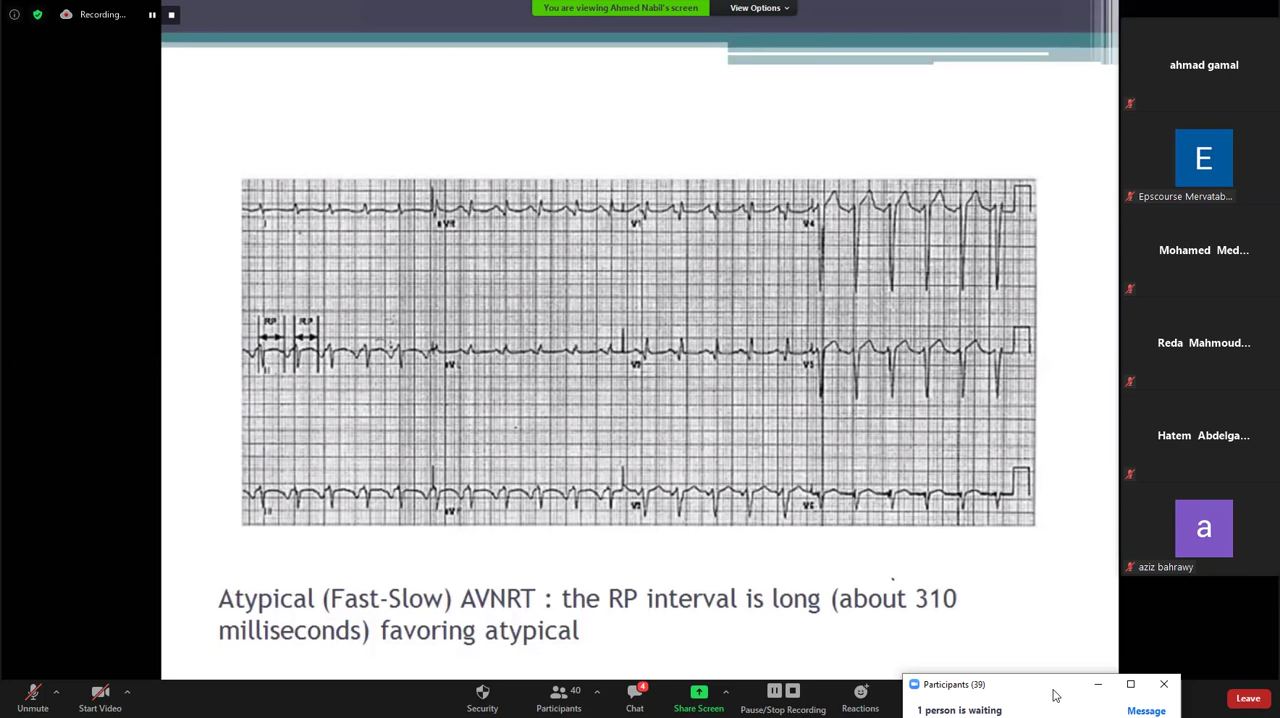 Recording...
You are viewing Ahmed Nabil's screen
View Options
ahmad gamal
E
Epscourse Mervatab...
Mohamed Med...
Reda Mahmoud...
Hatem Abdelga...
a
aziz bahrawy
I
aVR
V1
V4
RP
RP
II
aVL
V2
III
aVF
V6
Atypical (Fast-Slow) AVNRT : the RP interval is long (about 310
milliseconds) favoring atypical
Participants (39)
1 person is waiting
Message
Unmute
Start Video
Security
40
Participants
4
Chat
Share Screen
Pause/Stop Recording
Reactions
Leave